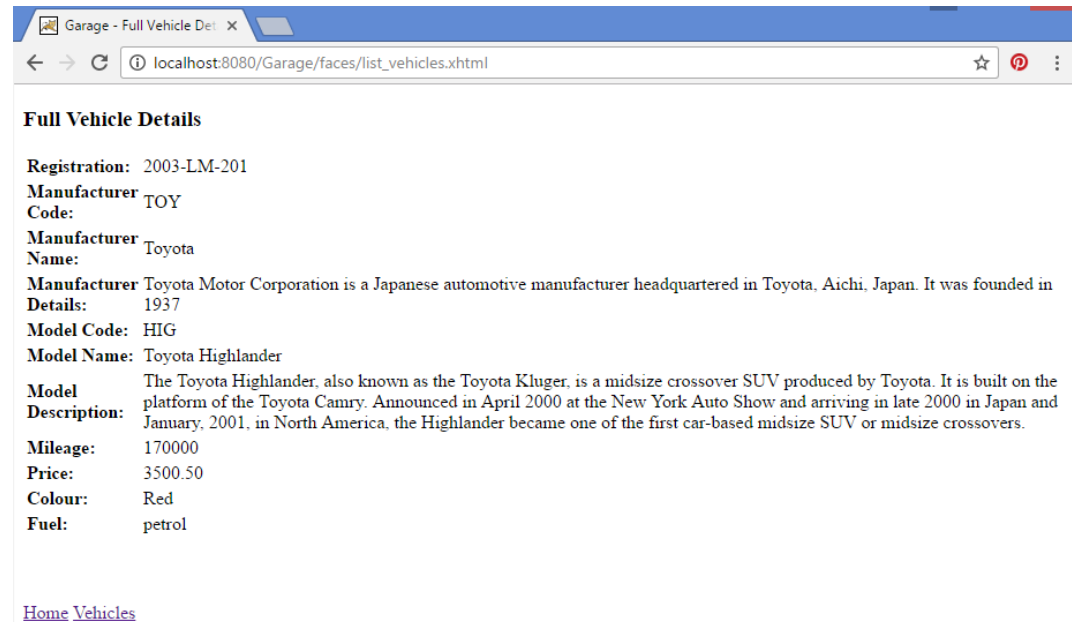 Garage - Full Vehicle Det
localhost:8080/Garage/faces/list_vehicles.xhtml
Full Vehicle Details
Registration: 2003-LM-201
Manufacturer Code: TOY
Manufacturer Name: Toyota
Manufacturer Details: Toyota Motor Corporation is a Japanese automotive manufacturer headquartered in Toyota, Aichi, Japan. It was founded in
1937
Model Code: HIG
Model Name: Toyota Highlander
Model Description: The Toyota Highlander, also known as the Toyota Kluger, is a midsize crossover SUV produced by Toyota. It is built on the
platform of the Toyota Camry. Announced in April 2000 at the New York Auto Show and arriving in late 2000 in Japan and
January, 2001, in North America, the Highlander became one of the first car-based midsize SUV or midsize crossovers.
Mileage: 170000
Price: 3500.50
Colour: Red
Fuel: petrol
Home Vehicles